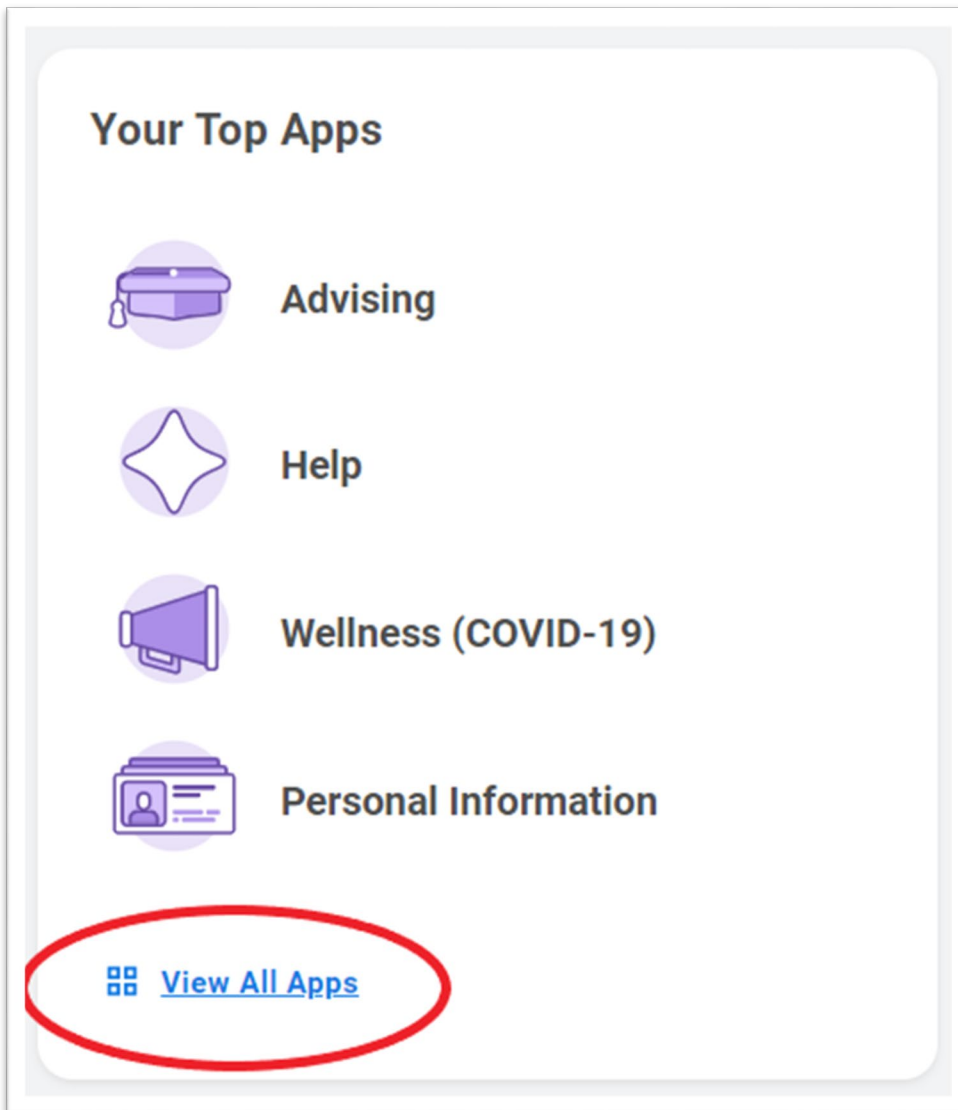 Your Top Apps
Advising
Help
Wellness (COVID-19)
Personal Information
View All Apps